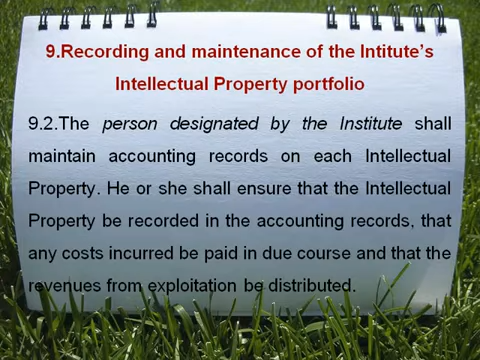 9.Recording and maintenance of the Intitute's
Intellectual Property portfolio
9.2.The person designated by the Institute shall
maintain accounting records on each Intellectual
Property. He or she shall ensure that the Intellectual
Property be recorded in the accounting records, that
any costs incurred be paid in due course and that the
revenues from exploitation be distributed.